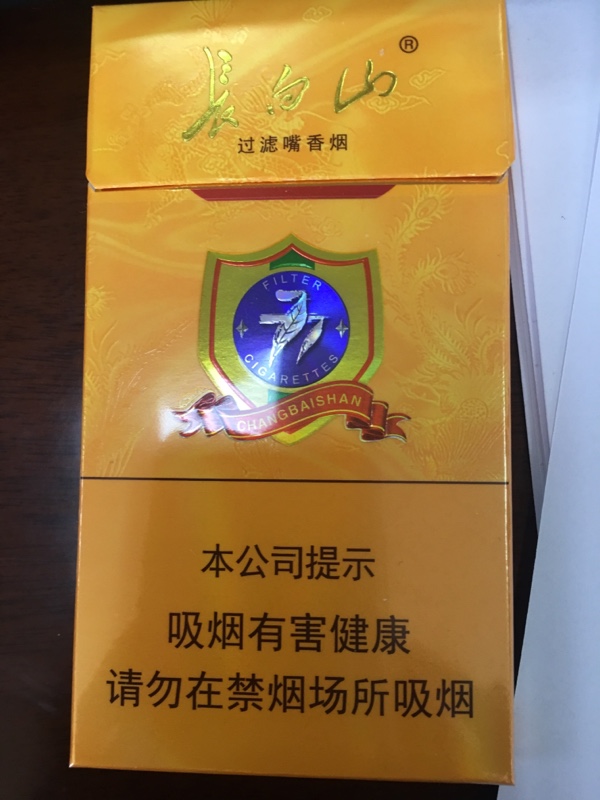 長白山®
过滤嘴香烟
FILTER
CIGARETTES
CHANGBAISHAN
本公司提示
吸烟有害健康
请勿在禁烟场所吸烟